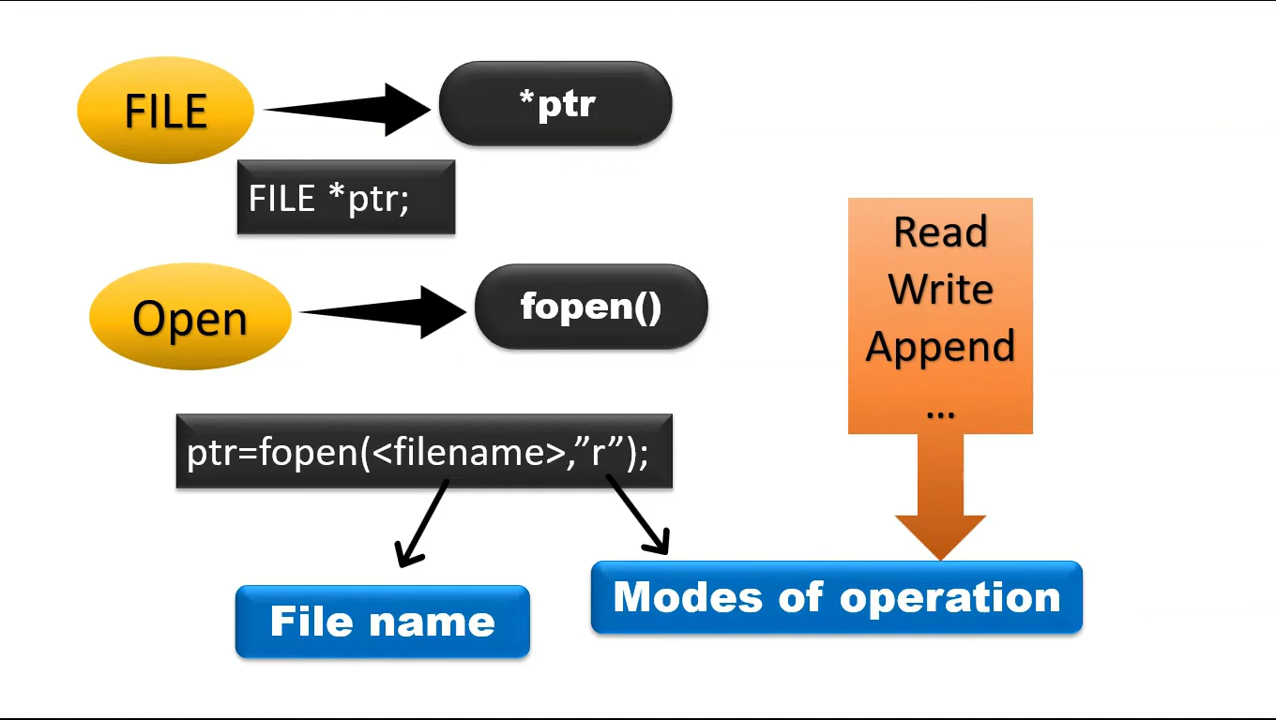 FILE
*ptr
FILE *ptr;
Open
fopen()
ptr=fopen(<filename>,”r”);
File name
Modes of operation
Read
Write
Append
...